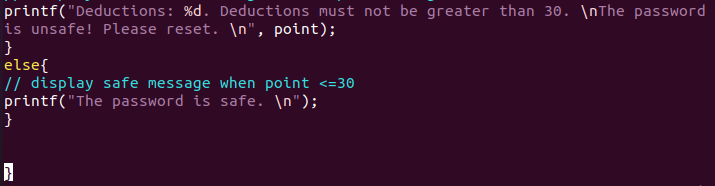 printf("Deductions: %d. Deductions must not be greater than 30. \nThe password
is unsafe! Please reset. \n", point);
}
else{
// display safe message when point <=30
printf("The password is safe. \n");
}
}